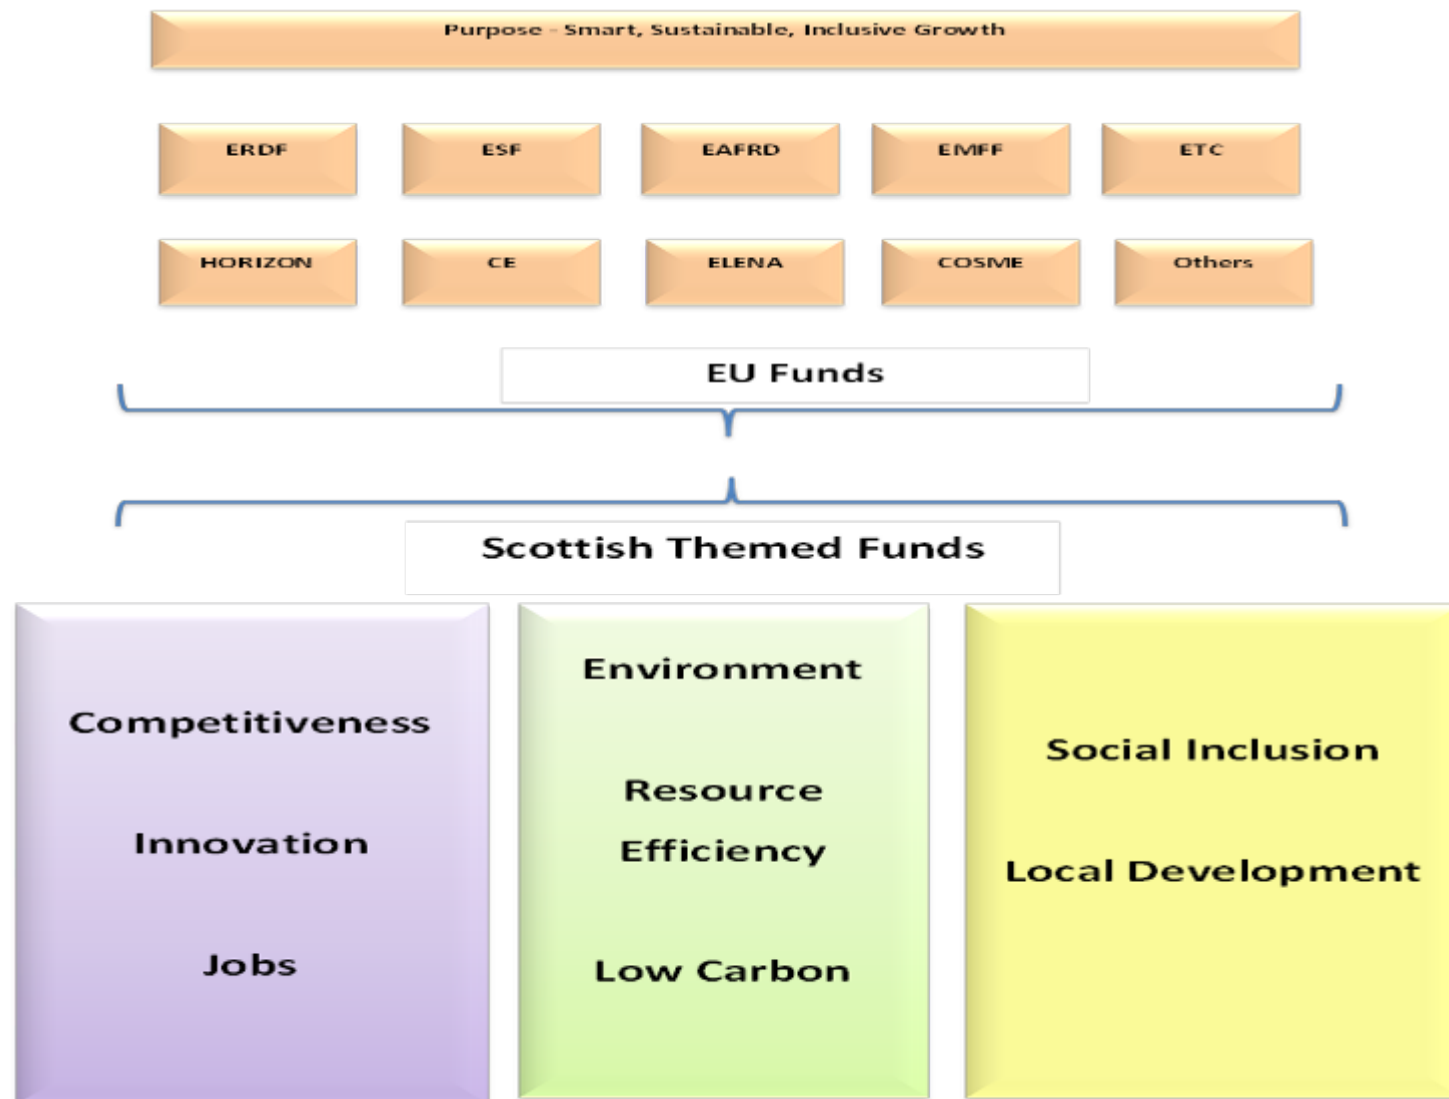 Purpose - Smart, Sustainable, Inclusive Growth
ERDF
ESF
EAFRD
EMFF
ETC
HORIZON
CE
ELENA
COSME
Others
EU Funds
Scottish Themed Funds
Competitiveness
Innovation
Jobs
Environment
Resource
Efficiency
Low Carbon
Social Inclusion
Local Development